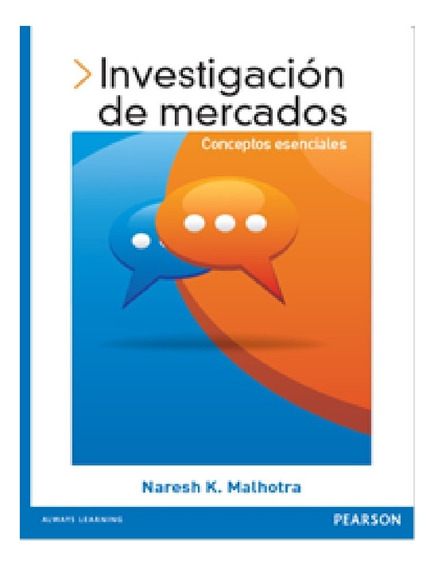 Investigación
de mercados
Conceptos esenciales
Naresh K. Malhotra
ALWAYS LEARNING
PEARSON